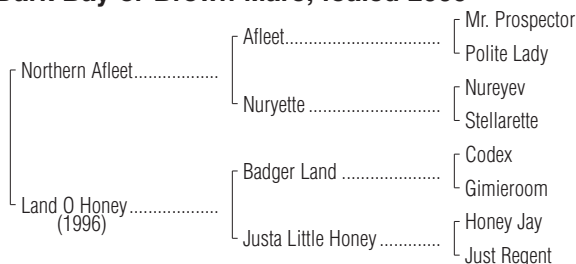 Mr. Prospector
Afleet
Polite Lady
Northern Afleet
Nureyev
Nuryette
Stellarette
Codex
Badger Land
Gimieroom
Land O Honey
(1996)
Honey Jay
Justa Little Honey
Just Regent